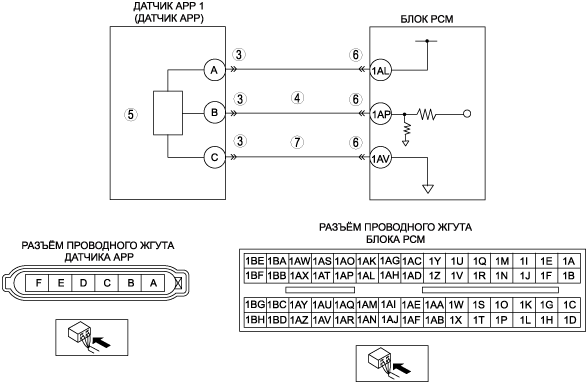 ДАТЧИК APP 1
(ДАТЧИК APP)
БЛОК PCM
A
3
6
1AL
5
B
3
4
6
1AP
C
3
7
6
1AV
РАЗЪЁМ ПРОВОДНОГО ЖГУТА
ДАТЧИКА APP
F E D C B A
РАЗЪЁМ ПРОВОДНОГО ЖГУТА
БЛОКА PCM
1BE 1BA 1AW 1AS 1AO 1AK 1AG 1AC 1Y 1U 1Q 1M 1I 1E 1A
1BF 1BB 1AX 1AT 1AP 1AL 1AH 1AD 1Z 1V 1R 1N 1J 1F 1B
1BG 1BC 1AY 1AU 1AQ 1AM 1AI 1AE 1AA 1W 1S 1O 1K 1G 1C
1BH 1BD 1AZ 1AV 1AR 1AN 1AJ 1AF 1AB 1X 1T 1P 1L 1H 1D